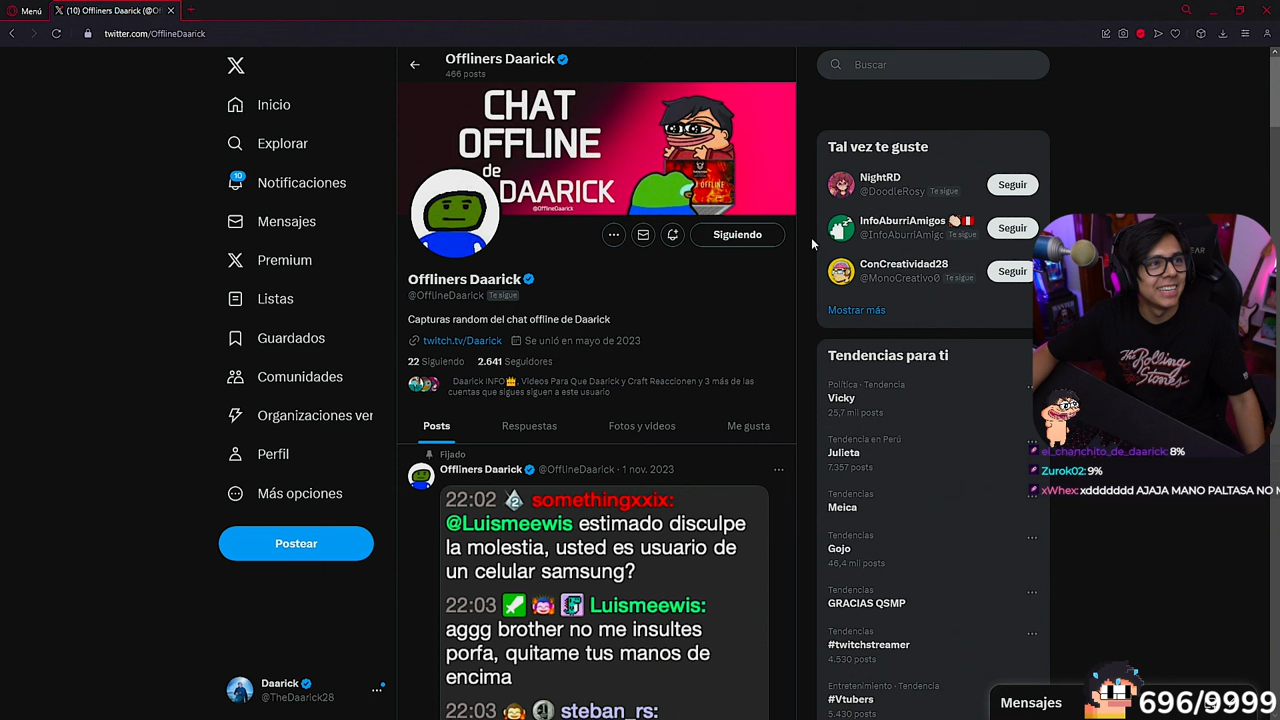 Menú
(10) Offliners Daarick (@Of
twitter.com/OfflineDaarick
Inicio
Explorar
10
Notificaciones
Mensajes
Premium
Listas
Guardados
Comunidades
Organizaciones ver
Perfil
Más opciones
Postear
Daarick
@TheDaarick28
Offliners Daarick
466 posts
CHAT
OFFLINE
de
DAARICK
@OfflineDaarick
Siguiendo
Offliners Daarick
@OfflineDaarick Te sigue
Capturas random del chat offline de Daarick
twitch.tv/Daarick Se unió en mayo de 2023
22 Siguiendo 2.641 Seguidores
Daarick INFO, Videos Para Que Daarick y Craft Reaccionen y 3 más de las
cuentas que sigues siguen a este usuario
Posts Respuestas Fotos y videos Me gusta
Fijado
Offliners Daarick @OfflineDaarick · 1 nov. 2023
22:02 somethingxxix:
@Luismeewis estimado disculpe
la molestia, usted es usuario de
un celular samsung?
22:03 Luismeewis:
aggg brother no me insultes
porfa, quitame tus manos de
encima
22:03 steban_rs:
Buscar
Tal vez te guste
NightRD
@DoodleRosy Te sigue
Seguir
InfoAburriAmigos
@InfoAburriAmigc Te sigue
Seguir
ConCreatividad28
@MonoCreativo0 Te sigue
Seguir
Mostrar más
Tendencias para ti
Política · Tendencia
Vicky
25,7 mil posts
Tendencia en Perú
Julieta
7.357 posts
Tendencias
Meica
Tendencias
Gojo
46,4 mil posts
Tendencias
GRACIAS QSMP
Tendencias
#twitchstreamer
4.530 posts
Entretenimiento · Tendencias
#Vtubers
5.430 posts
The
Rolling
Stones
el_chanchito_de_daarick: 8%
Zurok02: 9%
xWhex: xddddddd AJAJA MANO PALTASA NO M
Mensajes
696/9999